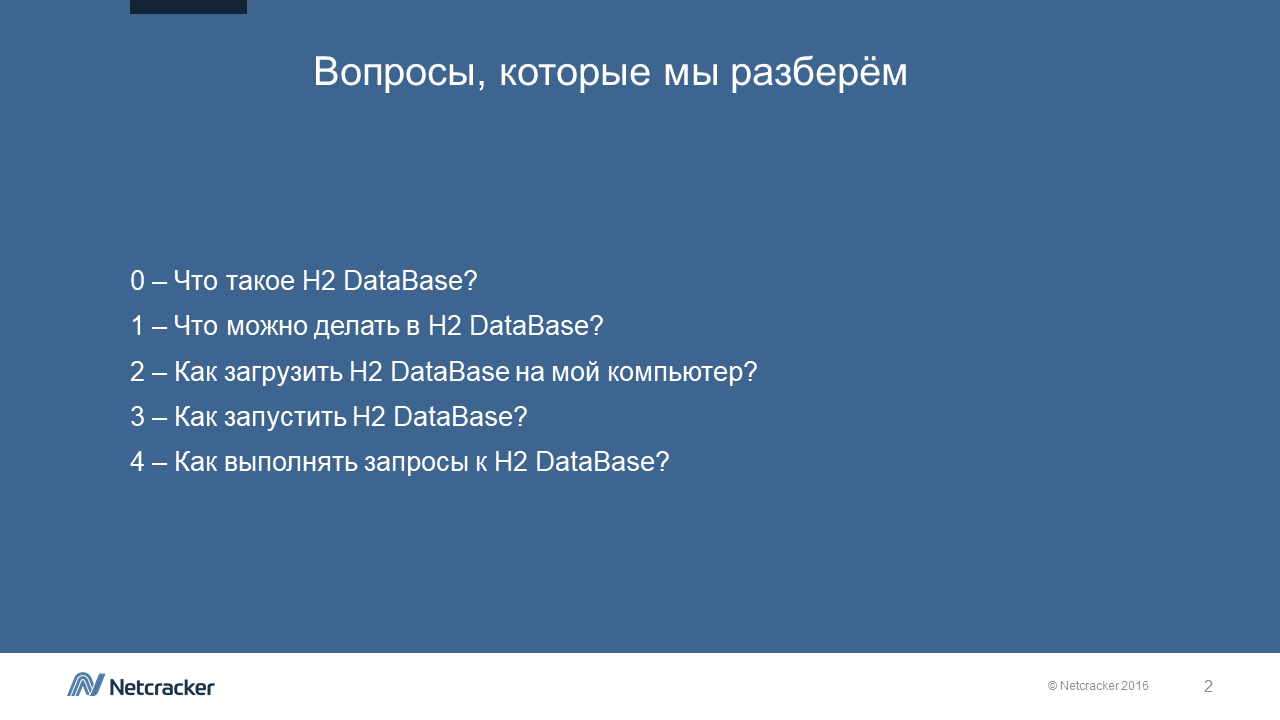 Вопросы, которые мы разберём
0 – Что такое H2 DataBase?
1 – Что можно делать в H2 DataBase?
2 – Как загрузить H2 DataBase на мой компьютер?
3 – Как запустить H2 DataBase?
4 – Как выполнять запросы к H2 DataBase?
Netcracker
© Netcracker 2016
2